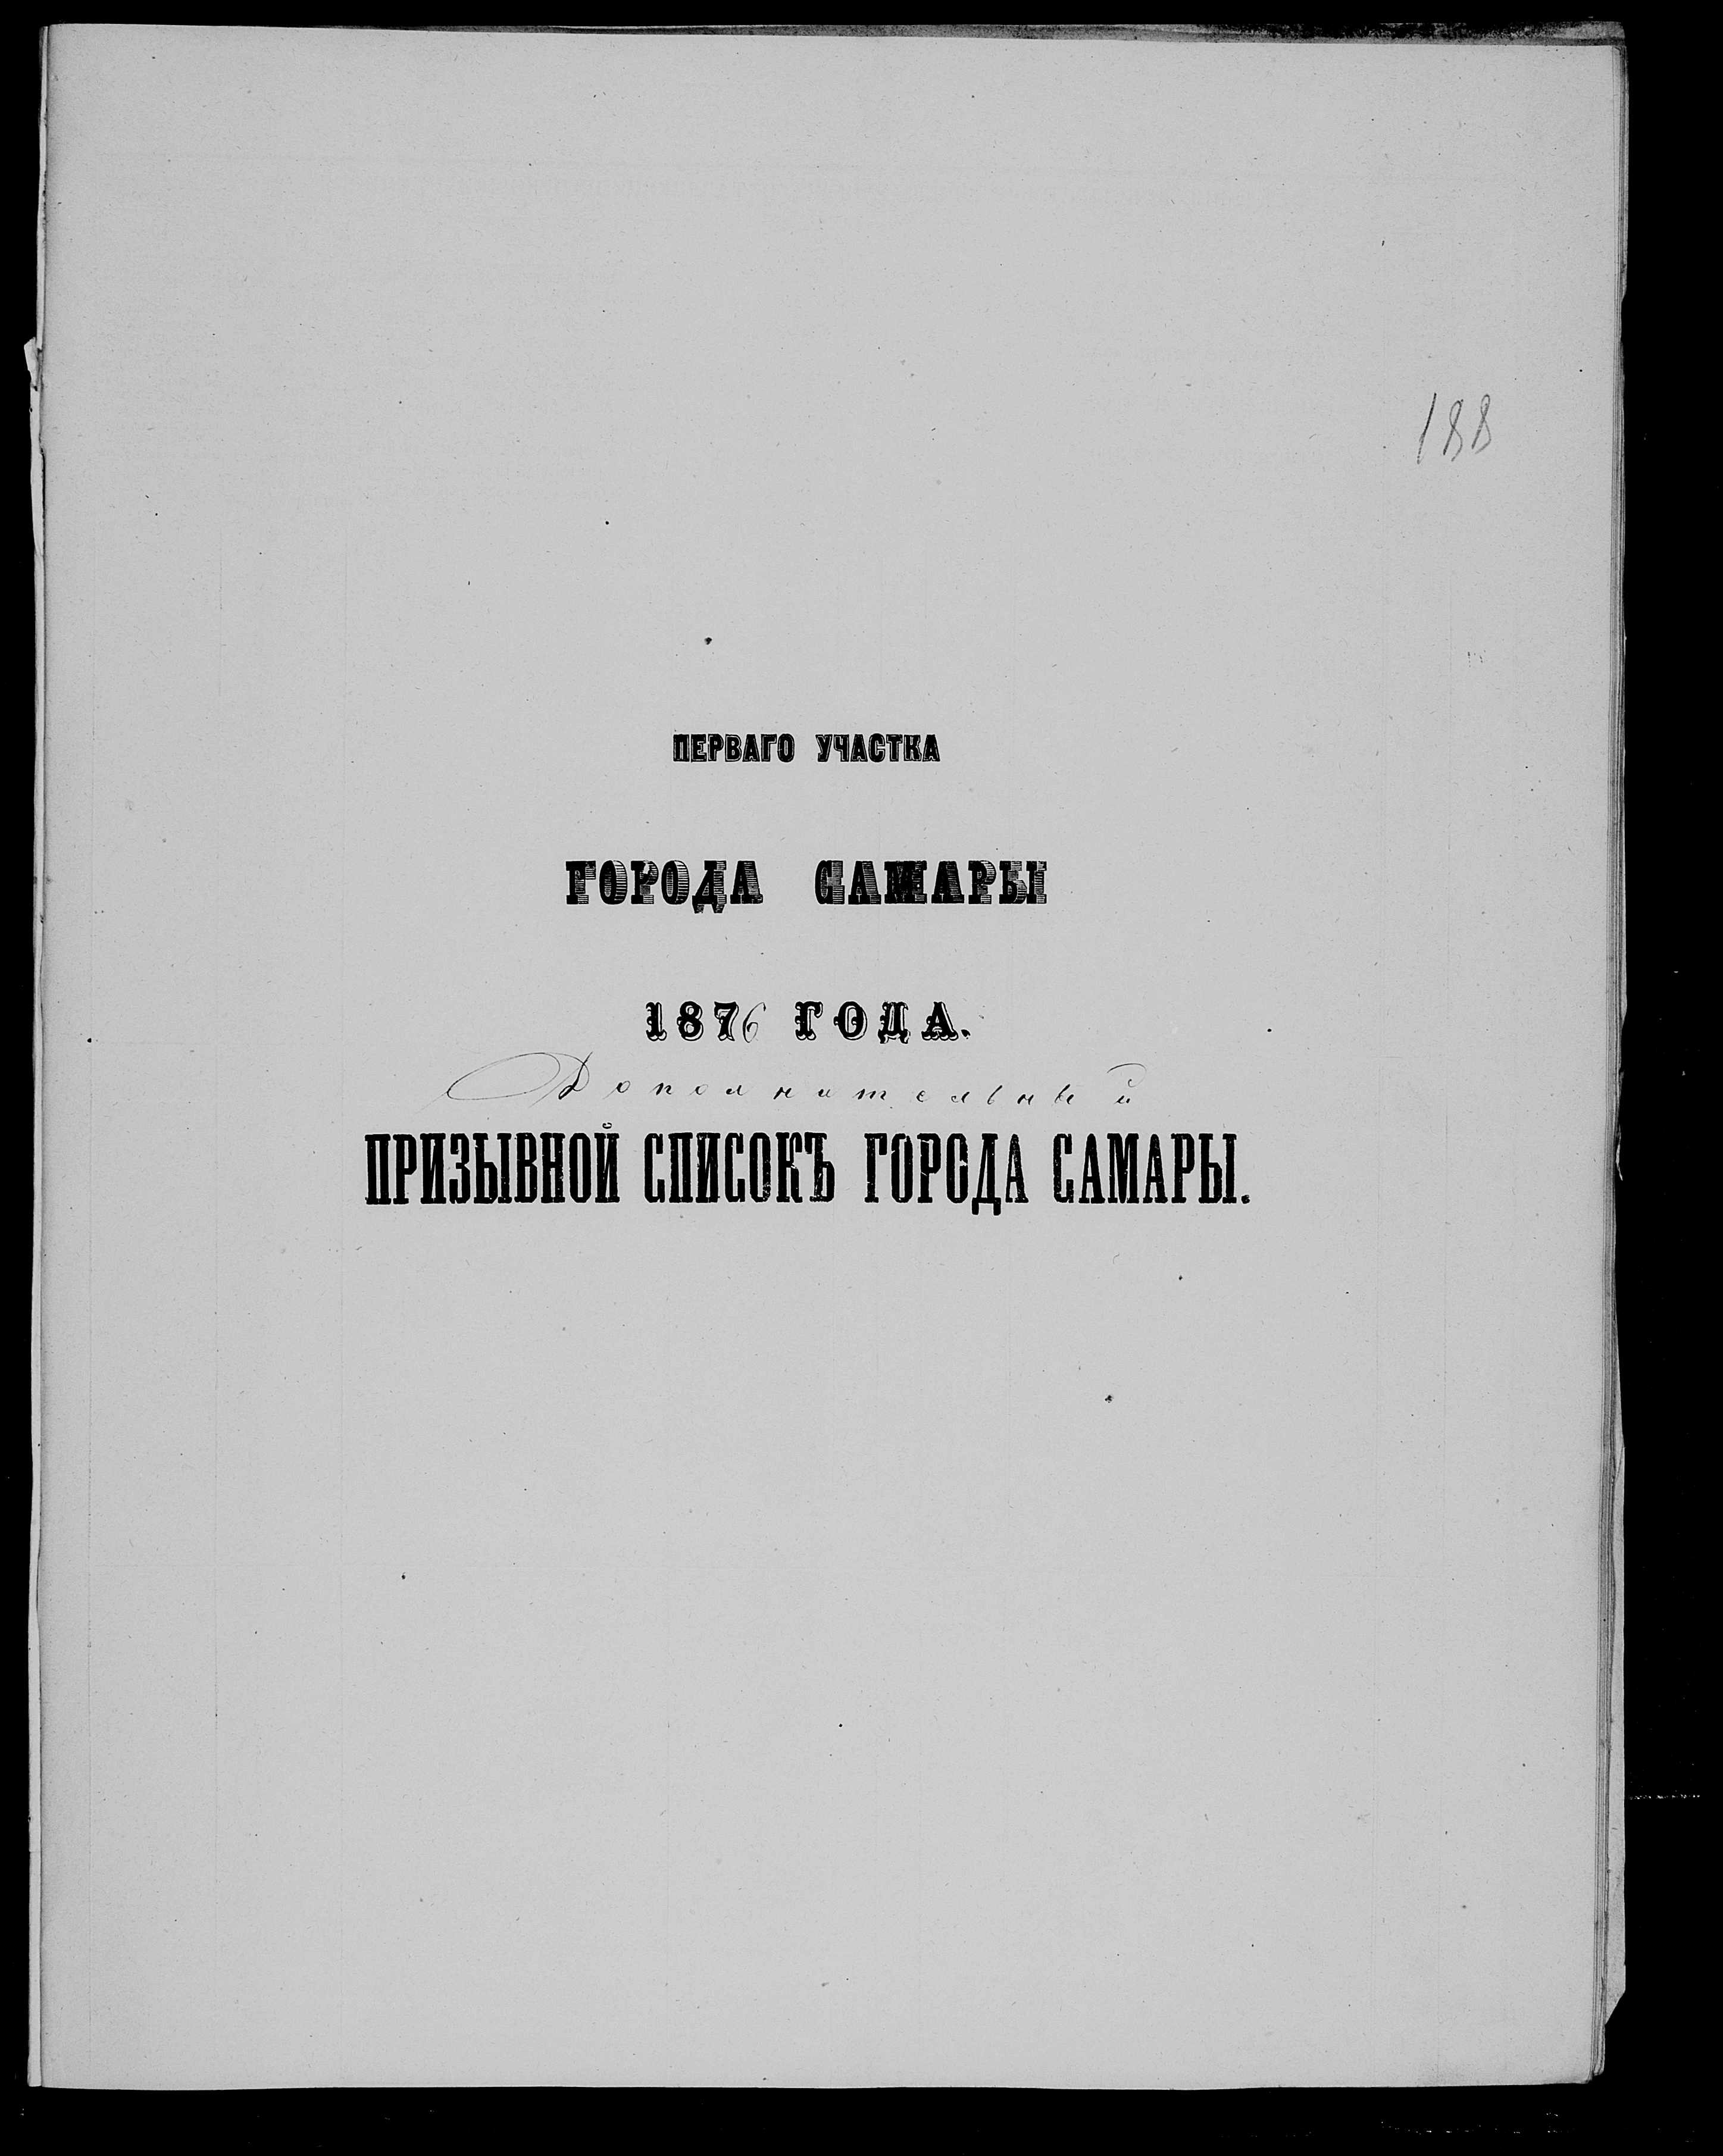 188
ПЕРВАГО УЧАСТКА
ГОРОДА САМАРЫ
1876 ГОДА.
Дополнительный
ПРИЗЫВНОЙ СПИСОКЪ ГОРОДА САМАРЫ.